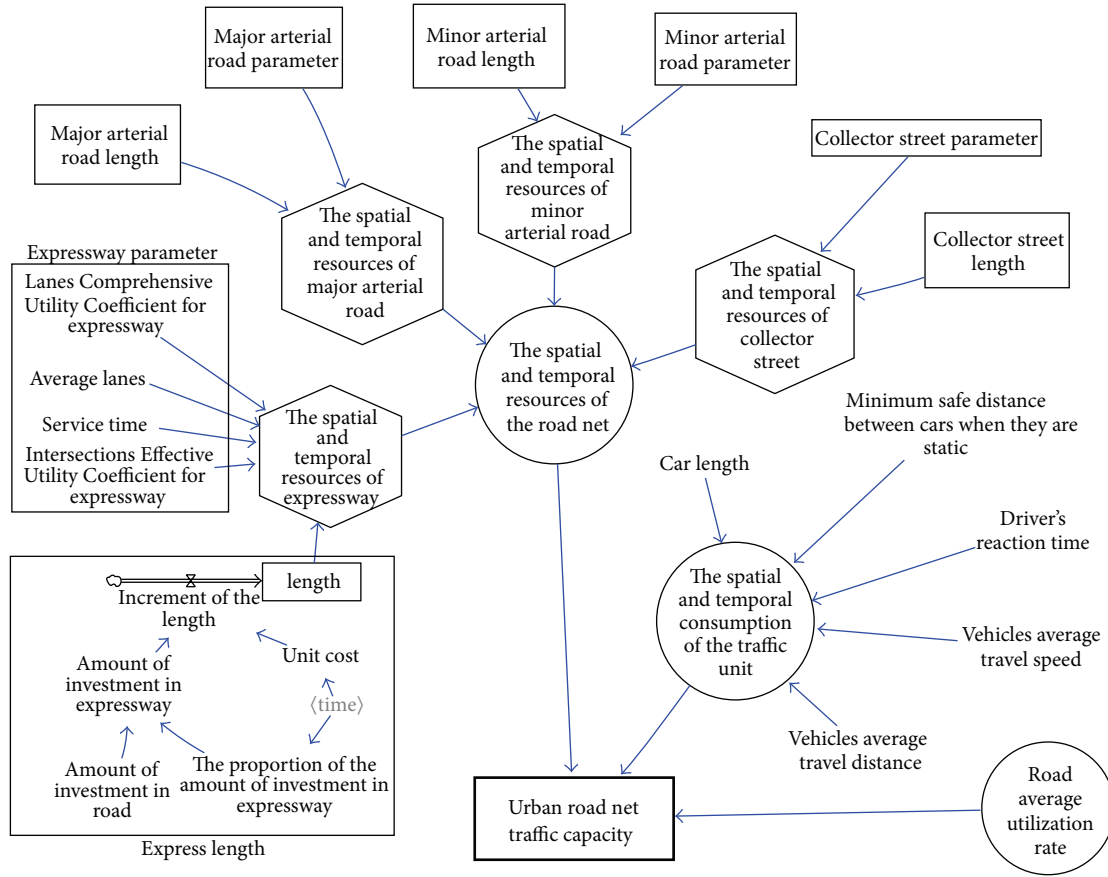 Major arterial
road parameter
Minor arterial
road length
Minor arterial
road parameter
Major arterial
road length
Collector street parameter
The spatial
and temporal
resources of
minor
arterial road
The spatial
and temporal
resources of
major arterial
road
Collector street
length
The spatial
and temporal
resources of
collector
street
Expressway parameter
Lanes Comprehensive
Utility Coefficient for
expressway
Average lanes
Service time
Intersections Effective
Utility Coefficient for
expressway
The spatial
and temporal
resources of
the road net
The spatial
and
temporal
resources of
expressway
Minimum safe distance
between cars when they are
static
Car length
Driver's
reaction time
The spatial
and temporal
consumption
of the traffic
unit
Vehicles average
travel speed
Vehicles average
travel distance
length
Increment of the
length
Unit cost
Amount of
investment in
expressway
⟨time⟩
Amount of
investment in
road
The proportion of the
amount of investment in
expressway
Express length
Urban road net
traffic capacity
Road
average
utilization
rate